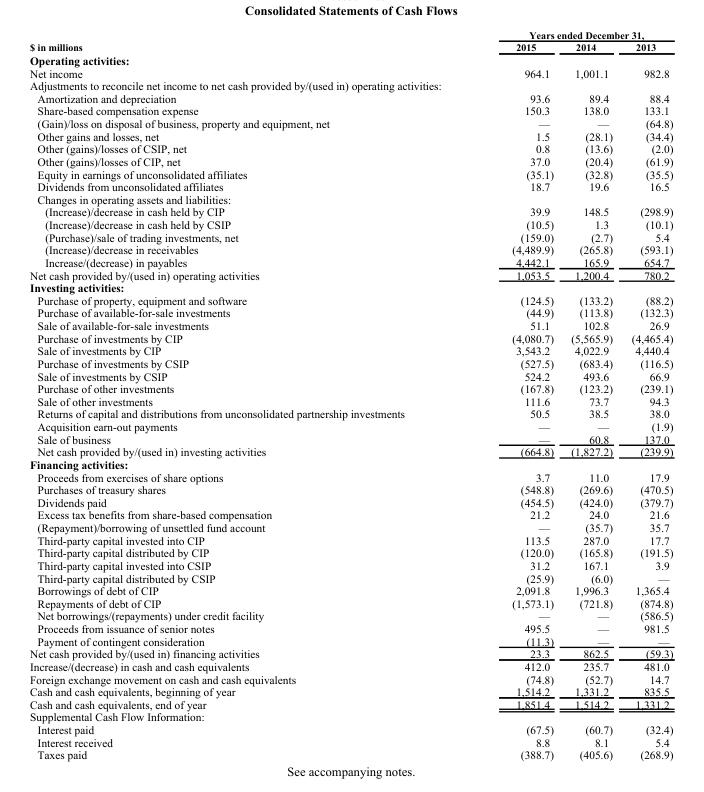 Consolidated Statements of Cash Flows
Years ended December 31,
$ in millions 2015 2014 2013
Operating activities:
Net income 964.1 1,001.1 982.8
Adjustments to reconcile net income to net cash provided by/(used in) operating activities:
Amortization and depreciation 93.6 89.4 88.4
Share-based compensation expense 150.3 138.0 133.1
(Gain)/loss on disposal of business, property and equipment, net — — (64.8)
Other gains and losses, net 1.5 (28.1) (34.4)
Other (gains)/losses of CSIP, net 0.8 (13.6) (2.0)
Other (gains)/losses of CIP, net 37.0 (20.4) (61.9)
Equity in earnings of unconsolidated affiliates (35.1) (32.8) (35.5)
Dividends from unconsolidated affiliates 18.7 19.6 16.5
Changes in operating assets and liabilities:
(Increase)/decrease in cash held by CIP 39.9 148.5 (298.9)
(Increase)/decrease in cash held by CSIP (10.5) 1.3 (10.1)
(Purchase)/sale of trading investments, net (159.0) (2.7) 5.4
(Increase)/decrease in receivables (4,489.9) (265.8) (593.1)
Increase/(decrease) in payables 4,442.1 165.9 654.7
Net cash provided by/(used in) operating activities 1,053.5 1,200.4 780.2
Investing activities:
Purchase of property, equipment and software (124.5) (133.2) (88.2)
Purchase of available-for-sale investments (44.9) (113.8) (132.3)
Sale of available-for-sale investments 51.1 102.8 26.9
Purchase of investments by CIP (4,080.7) (5,565.9) (4,465.4)
Sale of investments by CIP 3,543.2 4,022.9 4,440.4
Purchase of investments by CSIP (527.5) (683.4) (116.5)
Sale of investments by CSIP 524.2 493.6 66.9
Purchase of other investments (167.8) (123.2) (239.1)
Sale of other investments 111.6 73.7 94.3
Returns of capital and distributions from unconsolidated partnership investments 50.5 38.5 38.0
Acquisition earn-out payments — — (1.9)
Sale of business — 60.8 137.0
Net cash provided by/(used in) investing activities (664.8) (1,827.2) (239.9)
Financing activities:
Proceeds from exercises of share options 3.7 11.0 17.9
Purchases of treasury shares (548.8) (269.6) (470.5)
Dividends paid (454.5) (424.0) (379.7)
Excess tax benefits from share-based compensation 21.2 24.0 21.6
(Repayment)/borrowing of unsettled fund account — (35.7) 35.7
Third-party capital invested into CIP 113.5 287.0 17.7
Third-party capital distributed by CIP (120.0) (165.8) (191.5)
Third-party capital invested into CSIP 31.2 167.1 3.9
Third-party capital distributed by CSIP (25.9) (6.0) —
Borrowings of debt of CIP 2,091.8 1,996.3 1,365.4
Repayments of debt of CIP (1,573.1) (721.8) (874.8)
Net borrowings/(repayments) under credit facility — — (586.5)
Proceeds from issuance of senior notes 495.5 — 981.5
Payment of contingent consideration (11.3) — —
Net cash provided by/(used in) financing activities 23.3 862.5 (59.3)
Increase/(decrease) in cash and cash equivalents 412.0 235.7 481.0
Foreign exchange movement on cash and cash equivalents (74.8) (52.7) 14.7
Cash and cash equivalents, beginning of year 1,514.2 1,331.2 835.5
Cash and cash equivalents, end of year 1,851.4 1,514.2 1,331.2
Supplemental Cash Flow Information:
Interest paid (67.5) (60.7) (32.4)
Interest received 8.8 8.1 5.4
Taxes paid (388.7) (405.6) (268.9)
See accompanying notes.